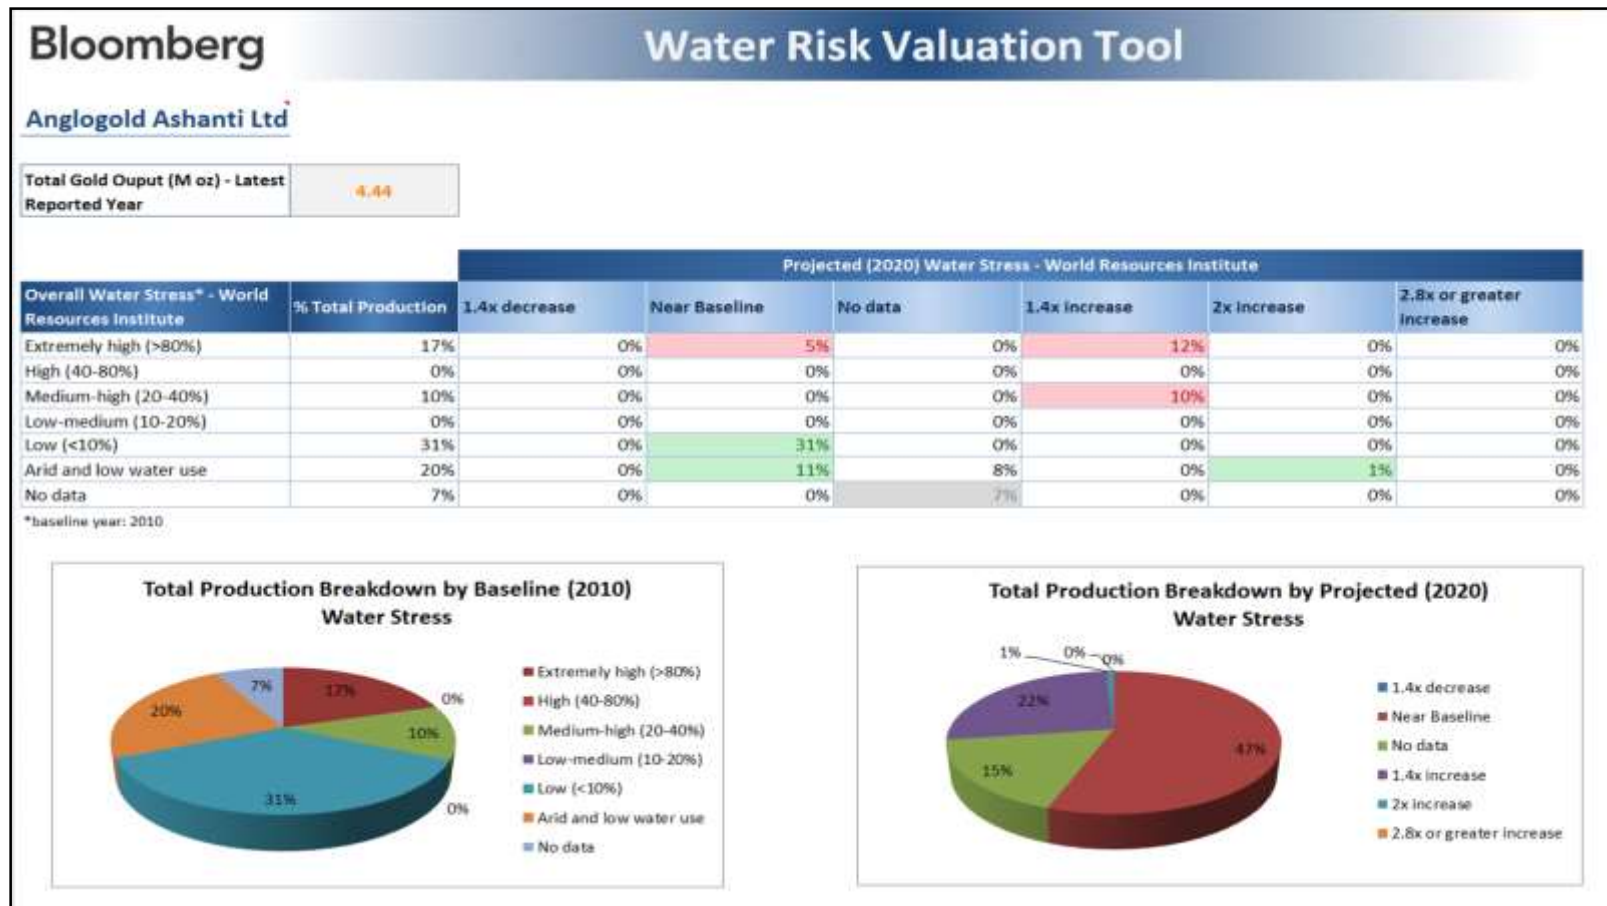 Bloomberg
Water Risk Valuation Tool
Anglogold Ashanti Ltd
Total Gold Ouput (M oz) - Latest
Reported Year
4.44
Projected (2020) Water Stress - World Resources Institute
Overall Water Stress* - World
Resources Institute
% Total Production
1.4x decrease
Near Baseline
No data
1.4x increase
2x increase
2.8x or greater
increase
Extremely high (>80%) 17% 0% 5% 0% 12% 0% 0%
High (40-80%) 0% 0% 0% 0% 0% 0% 0%
Medium-high (20-40%) 10% 0% 0% 0% 10% 0% 0%
Low-medium (10-20%) 0% 0% 0% 0% 0% 0% 0%
Low (<10%) 31% 0% 31% 0% 0% 0% 0%
Arid and low water use 20% 0% 11% 8% 0% 1% 0%
No data 7% 0% 0% 7% 0% 0% 0%
*baseline year: 2010
Total Production Breakdown by Baseline (2010)
Water Stress
7%
17%
0%
20%
10%
31%
0%
Extremely high (>80%)
High (40-80%)
Medium-high (20-40%)
Low-medium (10-20%)
Low (<10%)
Arid and low water use
No data
Total Production Breakdown by Projected (2020)
Water Stress
1%
0%
0%
22%
47%
15%
1.4x decrease
Near Baseline
No data
1.4x increase
2x increase
2.8x or greater increase